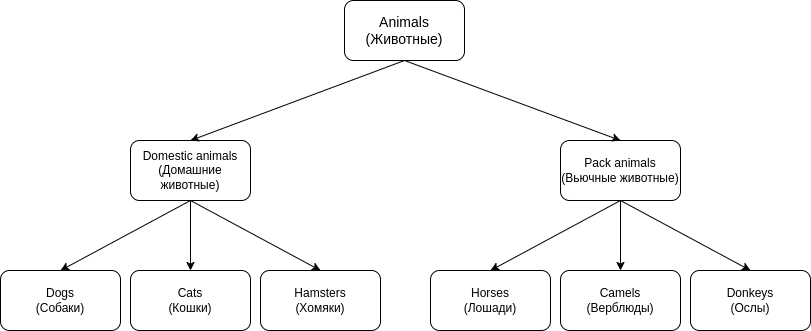 Animals
(Животные)
Domestic animals
(Домашние
животные)
Pack animals
(Вьючные животные)
Dogs
(Собаки)
Cats
(Кошки)
Hamsters
(Хомяки)
Horses
(Лошади)
Camels
(Верблюды)
Donkeys
(Ослы)